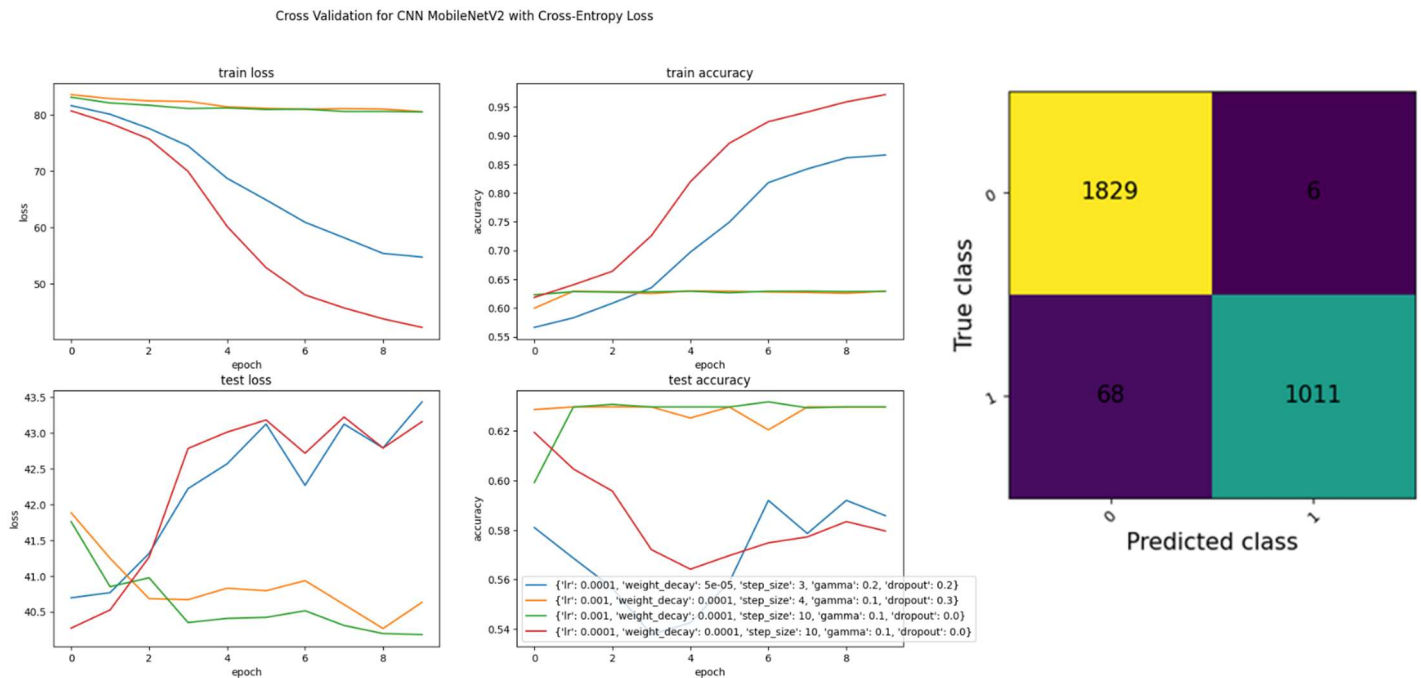 Cross Validation for CNN MobileNetV2 with Cross-Entropy Loss
train loss
80
70
60
50
loss
0 2 4 6 8
epoch
train accuracy
0.95
0.90
0.85
0.80
0.75
0.70
0.65
0.60
0.55
accuracy
0 2 4 6 8
epoch
test loss
43.5
43.0
42.5
42.0
41.5
41.0
40.5
loss
0 2 4 6 8
epoch
test accuracy
0.62
0.60
0.58
0.56
0.54
accuracy
{'lr': 0.0001, 'weight_decay': 5e-05, 'step_size': 3, 'gamma': 0.2, 'dropout': 0.2}
{'lr': 0.001, 'weight_decay': 0.0001, 'step_size': 4, 'gamma': 0.1, 'dropout': 0.3}
{'lr': 0.001, 'weight_decay': 0.0001, 'step_size': 10, 'gamma': 0.1, 'dropout': 0.0}
{'lr': 0.0001, 'weight_decay': 0.0001, 'step_size': 10, 'gamma': 0.1, 'dropout': 0.0}
0 2 4 6 8
epoch
True class
0
1829 6
1
68 1011
0 1
Predicted class